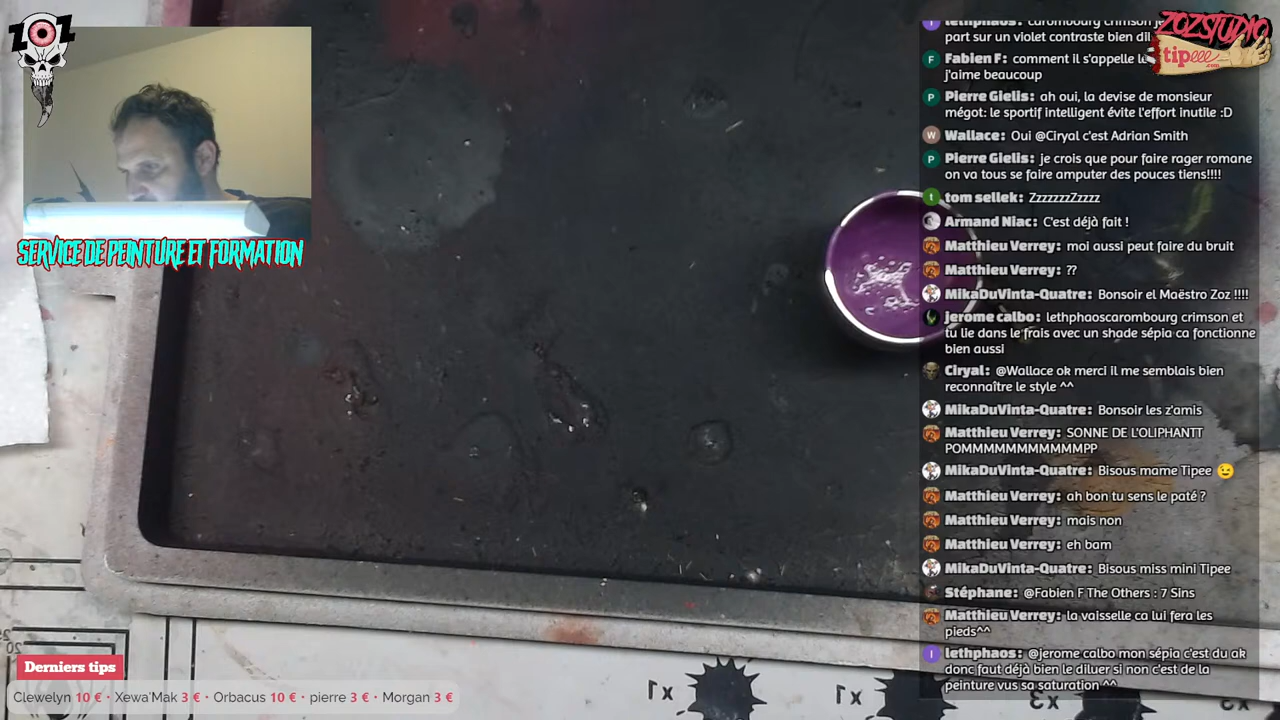 ZOZ
SERVICE DE PEINTURE ET FORMATION
lethphaos: carombourg crimson
part sur un violet contraste bien
Fabien F: comment il s'appelle
j'aime beaucoup
Pierre Gielis: ah oui, la devise de monsieur
mégot: le sportif intelligent évite l'effort inutile :D
Wallace: Oui @Ciryal c'est Adrian Smith
Pierre Gielis: je crois que pour faire rager romane
on va tous se faire amputer des pouces tiens!!!!
tom sellek: ZzzzzzzZzzzz
Armand Niac: C'est déjà fait !
Matthieu Verrey: moi aussi peut faire du bruit
Matthieu Verrey: ??
MikaDuVinta-Quatre: Bonsoir el Maëstro Zoz !!!!
jerome calbo: lethphaoscarombourg crimson et
tu lie dans le frais avec un shade sépia ca fonctionne
bien aussi
Ciryal: @Wallace ok merci il me semblais bien
reconnaître le style ^^
MikaDuVinta-Quatre: Bonsoir les z'amis
Matthieu Verrey: SONNE DE L'OLIPHANTT
POMMMMMMMMMMMPP
MikaDuVinta-Quatre: Bisous mame Tipee 😉
Matthieu Verrey: ah bon tu sens le paté ?
Matthieu Verrey: mais non
Matthieu Verrey: eh bam
MikaDuVinta-Quatre: Bisous miss mini Tipee
Stéphane: @Fabien F The Others : 7 Sins
Matthieu Verrey: la vaisselle ca lui fera les
pieds^^
lethphaos: @jerome calbo mon sépia c'est du ak
donc faut déjà bien le diluer si non c'est de la
peinture vus sa saturation ^^
ZOZSTUDIO
tipeee
.com
Derniers tips
Clewelyn 10 € · Xewa'Mak 3 € · Orbacus 10 € · pierre 3 € · Morgan 3 €
x1
x1
x3
x3
20